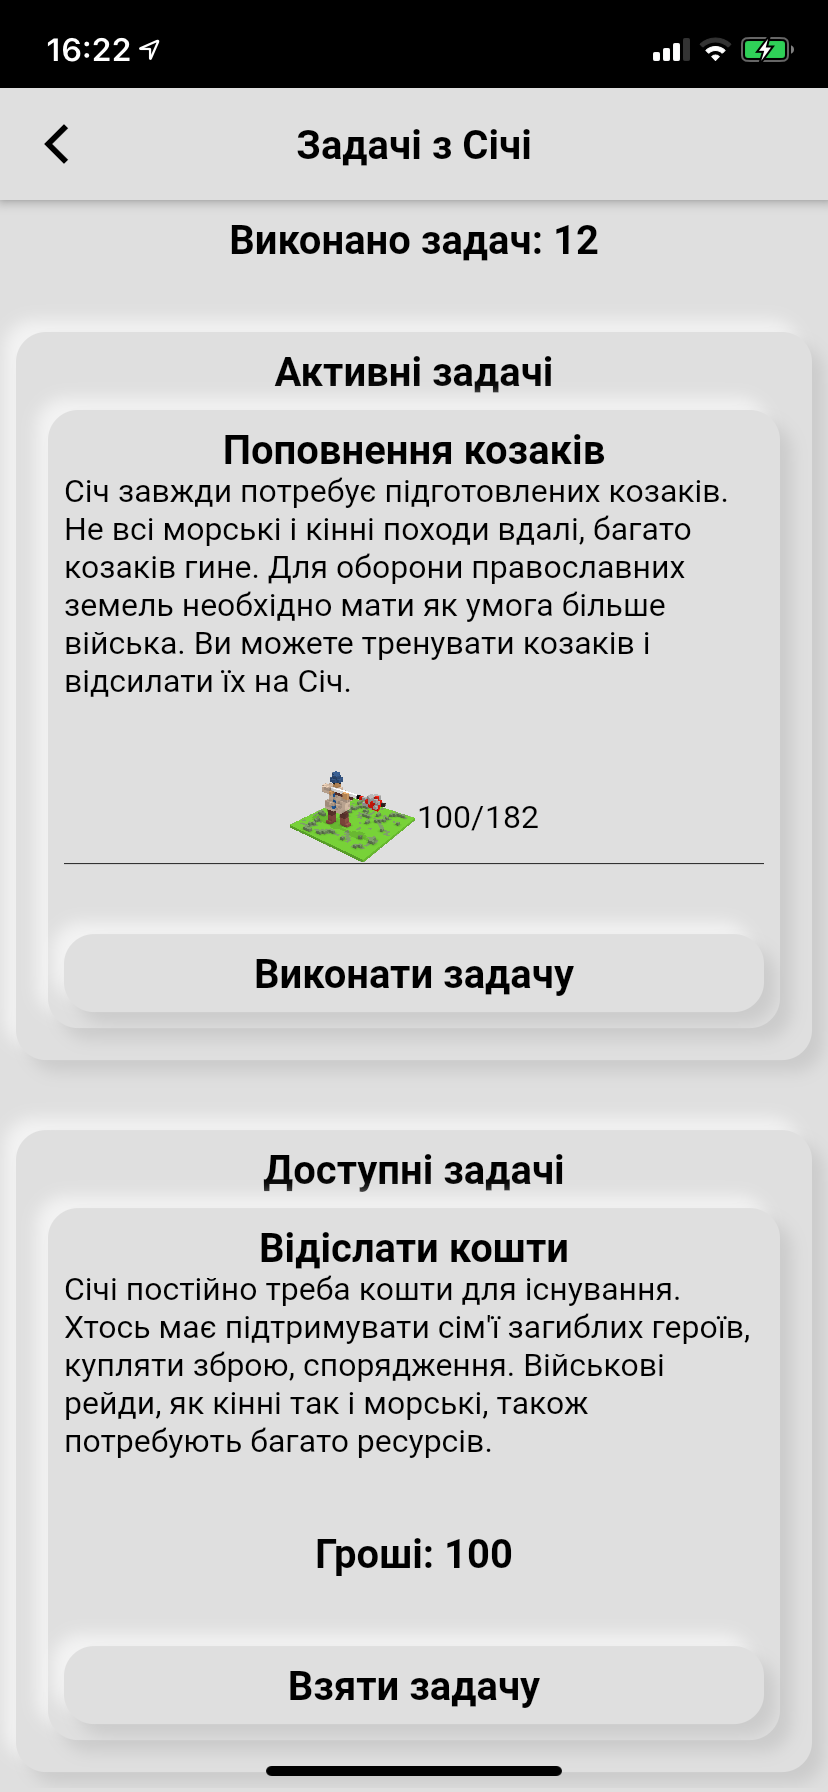 16:22
Задачі з Січі
Виконано задач: 12
Активні задачі
Поповнення козаків
Січ завжди потребує підготовлених козаків.
Не всі морські і кінні походи вдалі, багато
козаків гине. Для оборони православних
земель необхідно мати як умога більше
війська. Ви можете тренувати козаків і
відсилати їх на Січ.
100/182
Виконати задачу
Доступні задачі
Відіслати кошти
Січі постійно треба кошти для існування.
Хтось має підтримувати сім'ї загиблих героїв,
купляти зброю, спорядження. Військові
рейди, як кінні так і морські, також
потребують багато ресурсів.
Гроші: 100
Взяти задачу